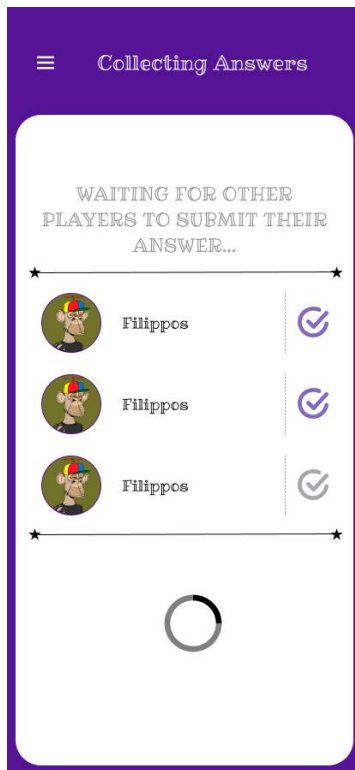 Collecting Answers
WAITING FOR OTHER
PLAYERS TO SUBMIT THEIR
ANSWER...
Filippos
Filippos
Filippos